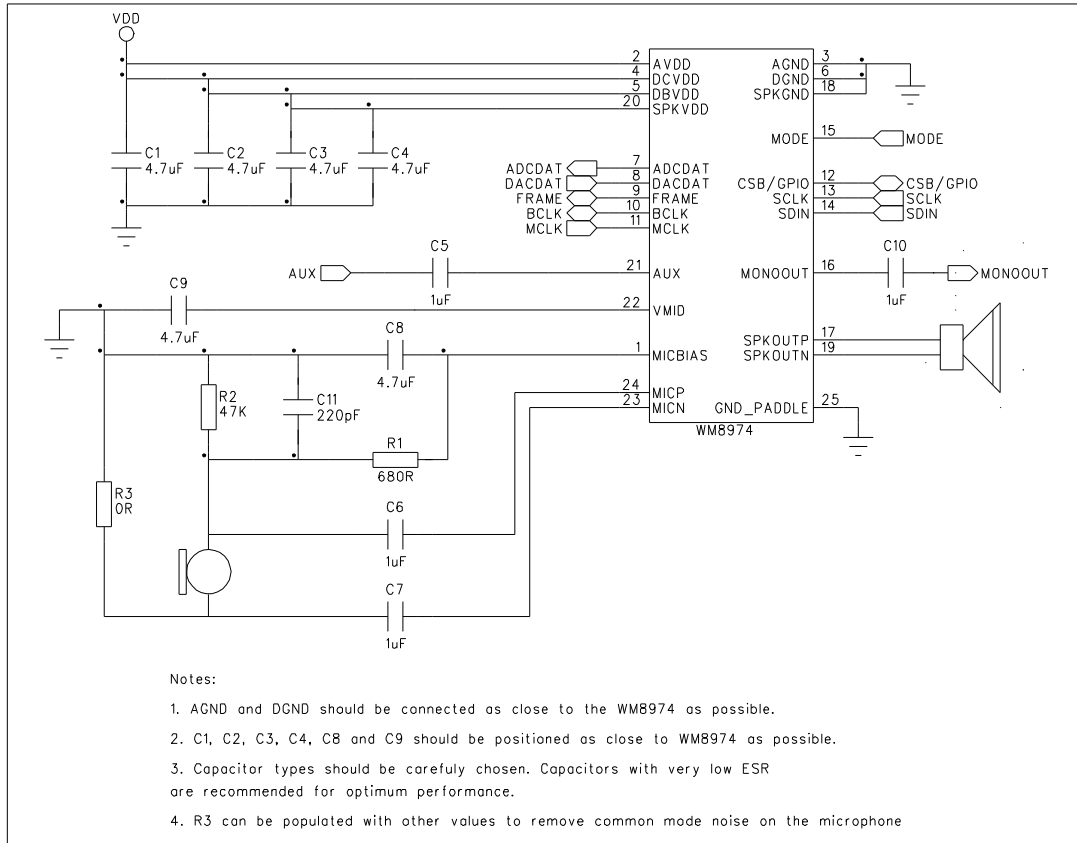 VDD
2 AVDD AGND 3
4 DCVDD DGND 6
5 DBVDD SPKGND 18
20 SPKVDD
MODE 15 MODE
C1 C2 C3 C4
4.7uF 4.7uF 4.7uF 4.7uF
ADCDAT 7 ADCDAT
DACDAT 8 DACDAT CSB/GPIO 12 CSB/GPIO
FRAME 9 FRAME SCLK 13 SCLK
BCLK 10 BCLK SDIN 14 SDIN
MCLK 11 MCLK
C5 C10
AUX 21 AUX MONOOUT 16 MONOOUT
1uF 1uF
C9
22 VMID
4.7uF
C8
SPKOUTP 17
1 MICBIAS SPKOUTN 19
4.7uF
R2
47K
C11
220pF
24 MICP
23 MICN GND_PADDLE 25
WM8974
R1
680R
R3
0R
C6
1uF
C7
1uF
Notes:
1. AGND and DGND should be connected as close to the WM8974 as possible.
2. C1, C2, C3, C4, C8 and C9 should be positioned as close to WM8974 as possible.
3. Capacitor types should be carefuly chosen. Capacitors with very low ESR
are recommended for optimum performance.
4. R3 can be populated with other values to remove common mode noise on the microphone